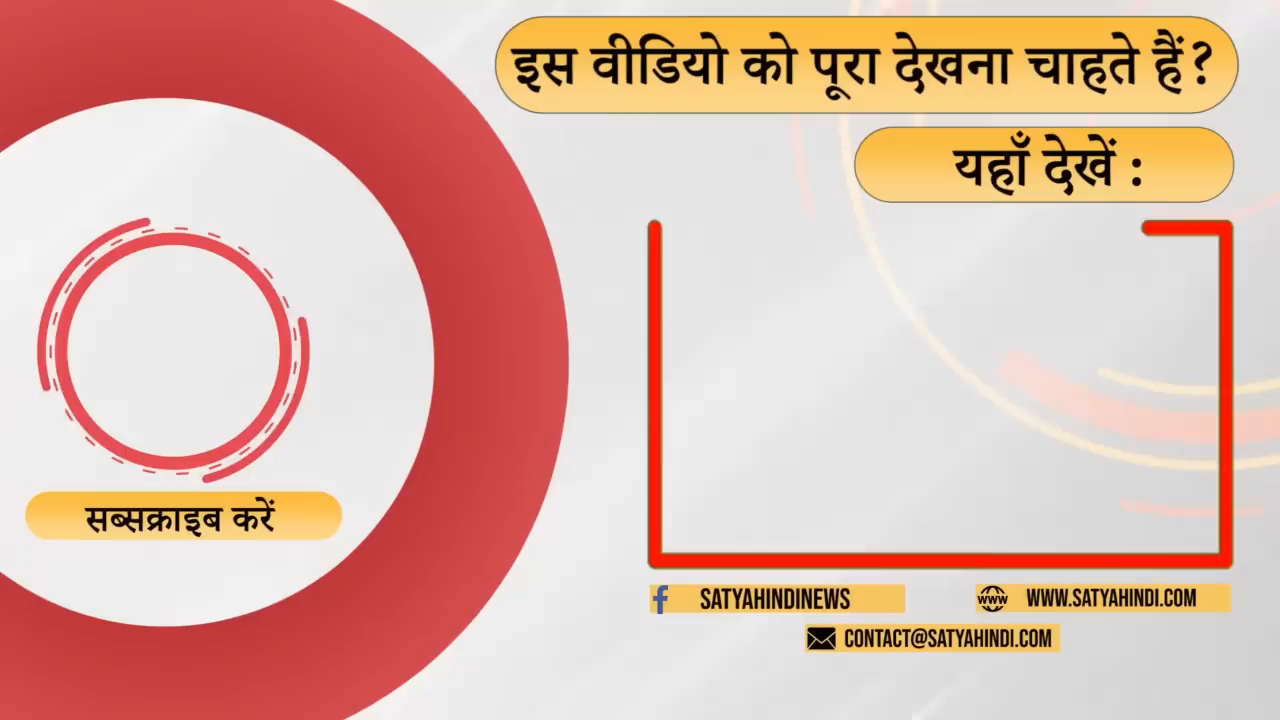 इस वीडियो को पूरा देखना चाहते हैं?
यहाँ देखें :
सब्सक्राइब करें
SATYAHINDINEWS
WWW.SATYAHINDI.COM
CONTACT@SATYAHINDI.COM